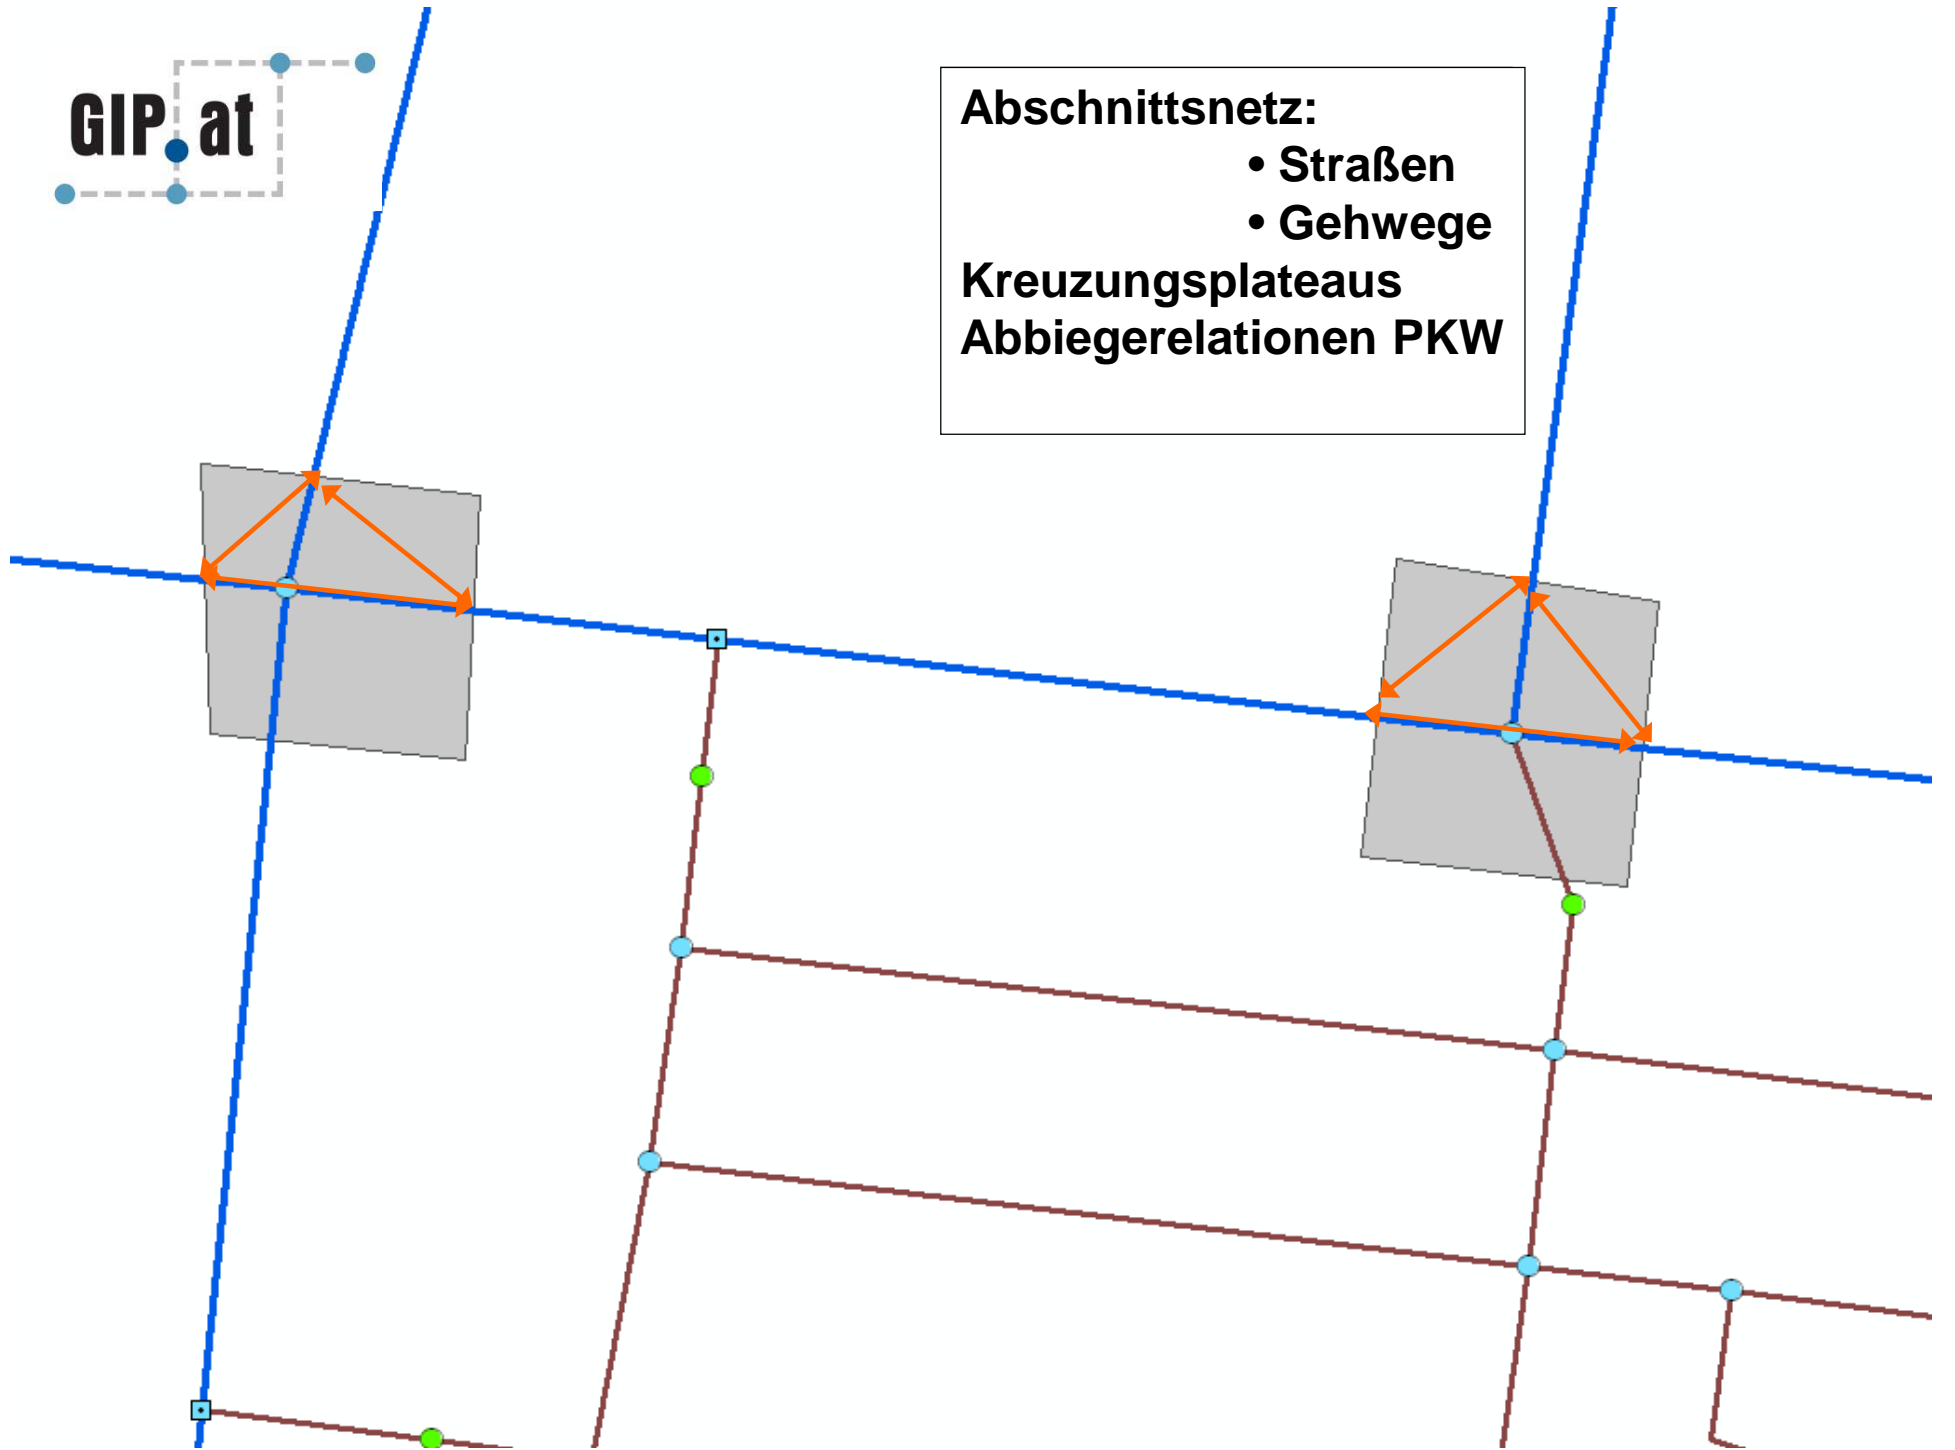 GIP.at
Abschnittsnetz:
• Straßen
• Gehwege
Kreuzungsplateaus
Abbiegerelationen PKW